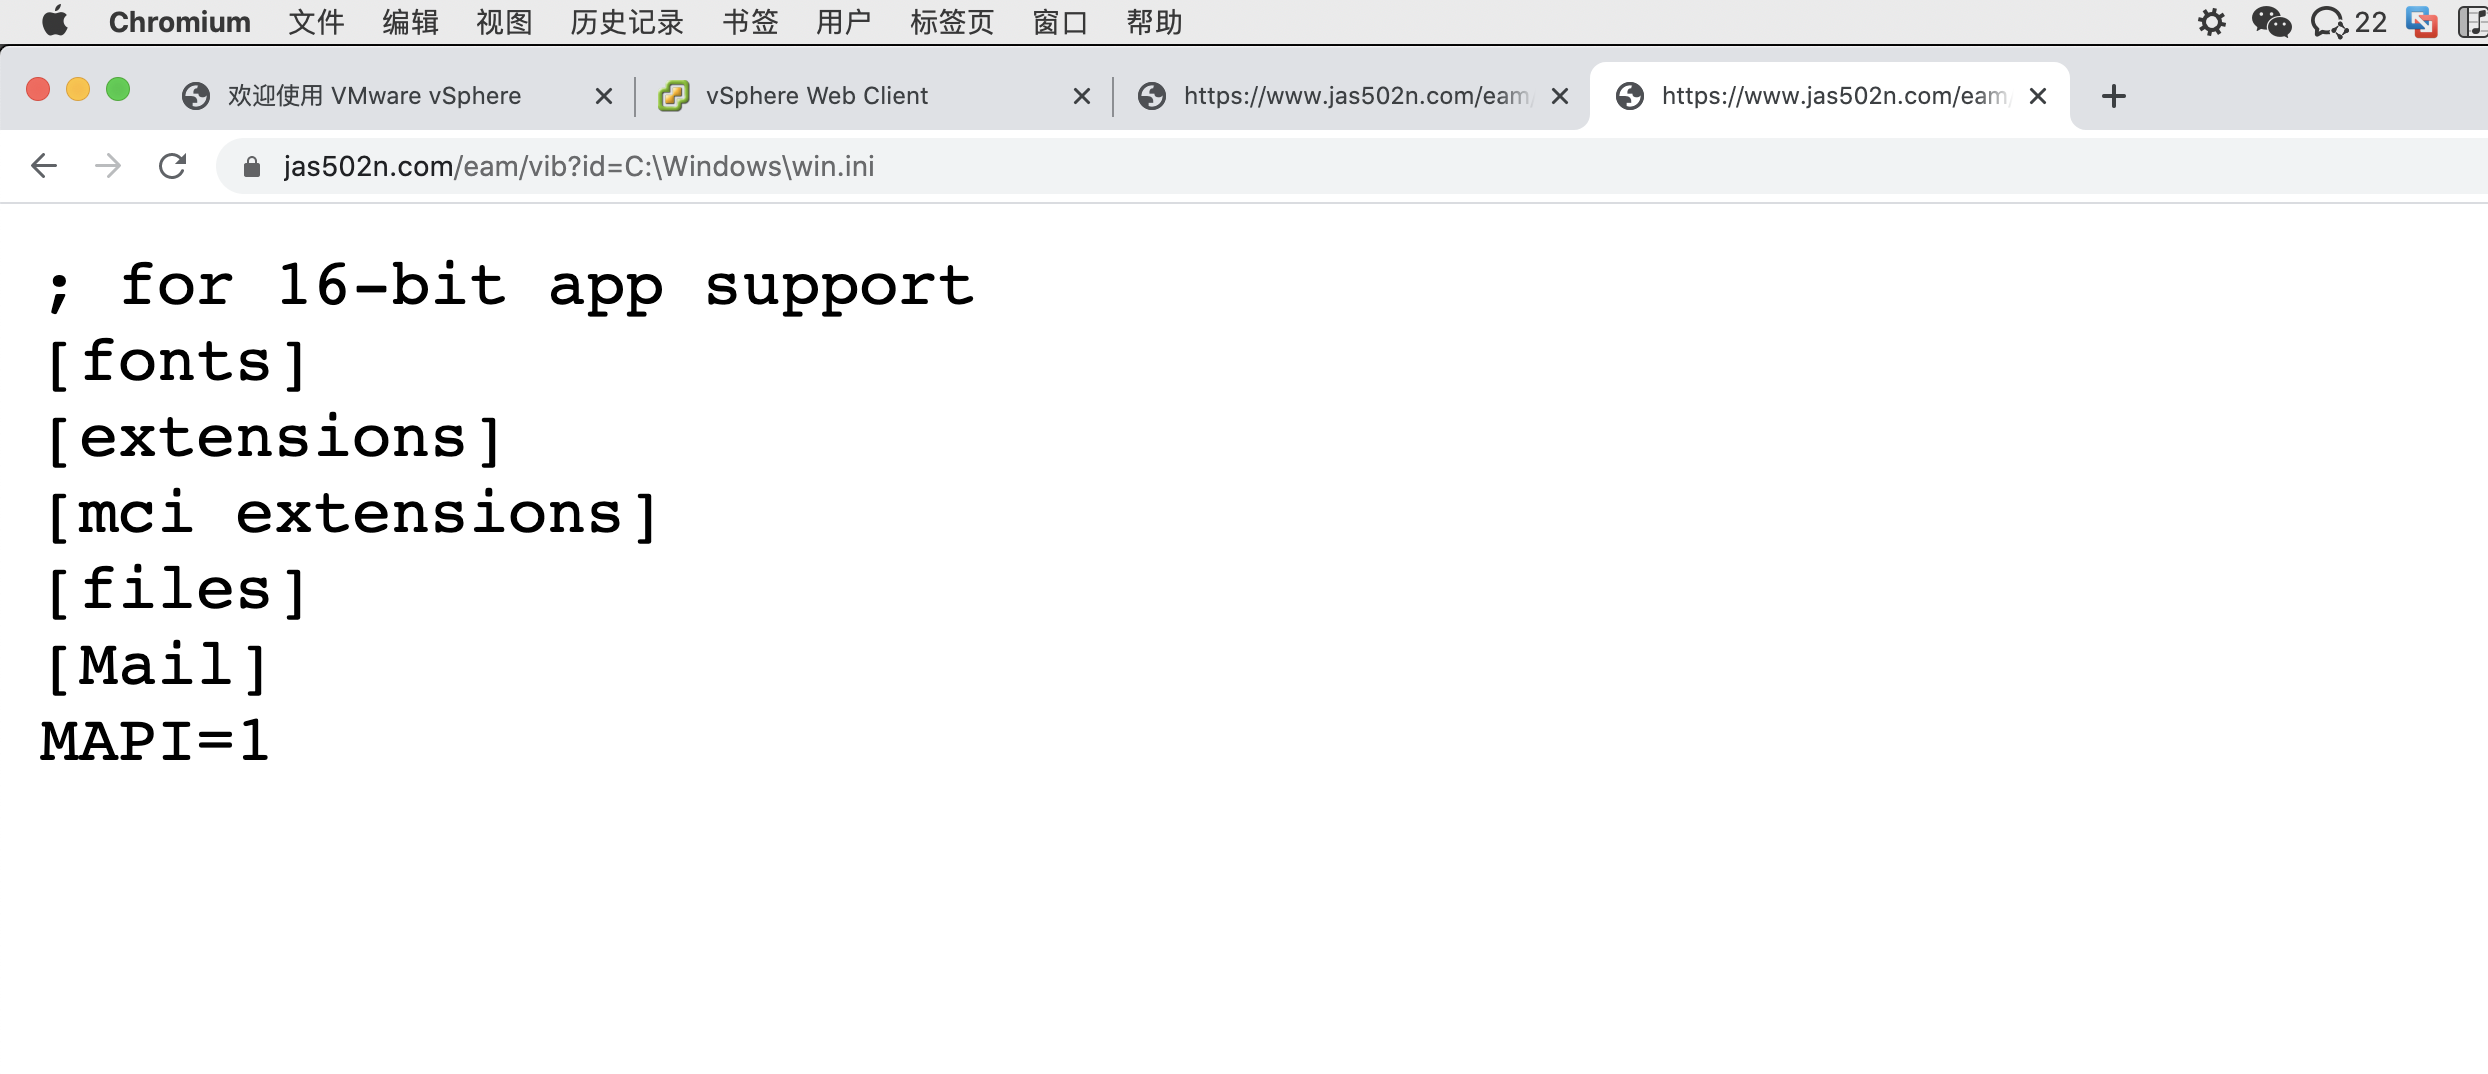 Chromium 文件 编辑 视图 历史记录 书签 用户 标签页 窗口 帮助 22
欢迎使用 VMware vSphere vSphere Web Client https://www.jas502n.com/eam/ https://www.jas502n.com/eam/
jas502n.com/eam/vib?id=C:\Windows\win.ini
; for 16-bit app support
[fonts]
[extensions]
[mci extensions]
[files]
[Mail]
MAPI=1